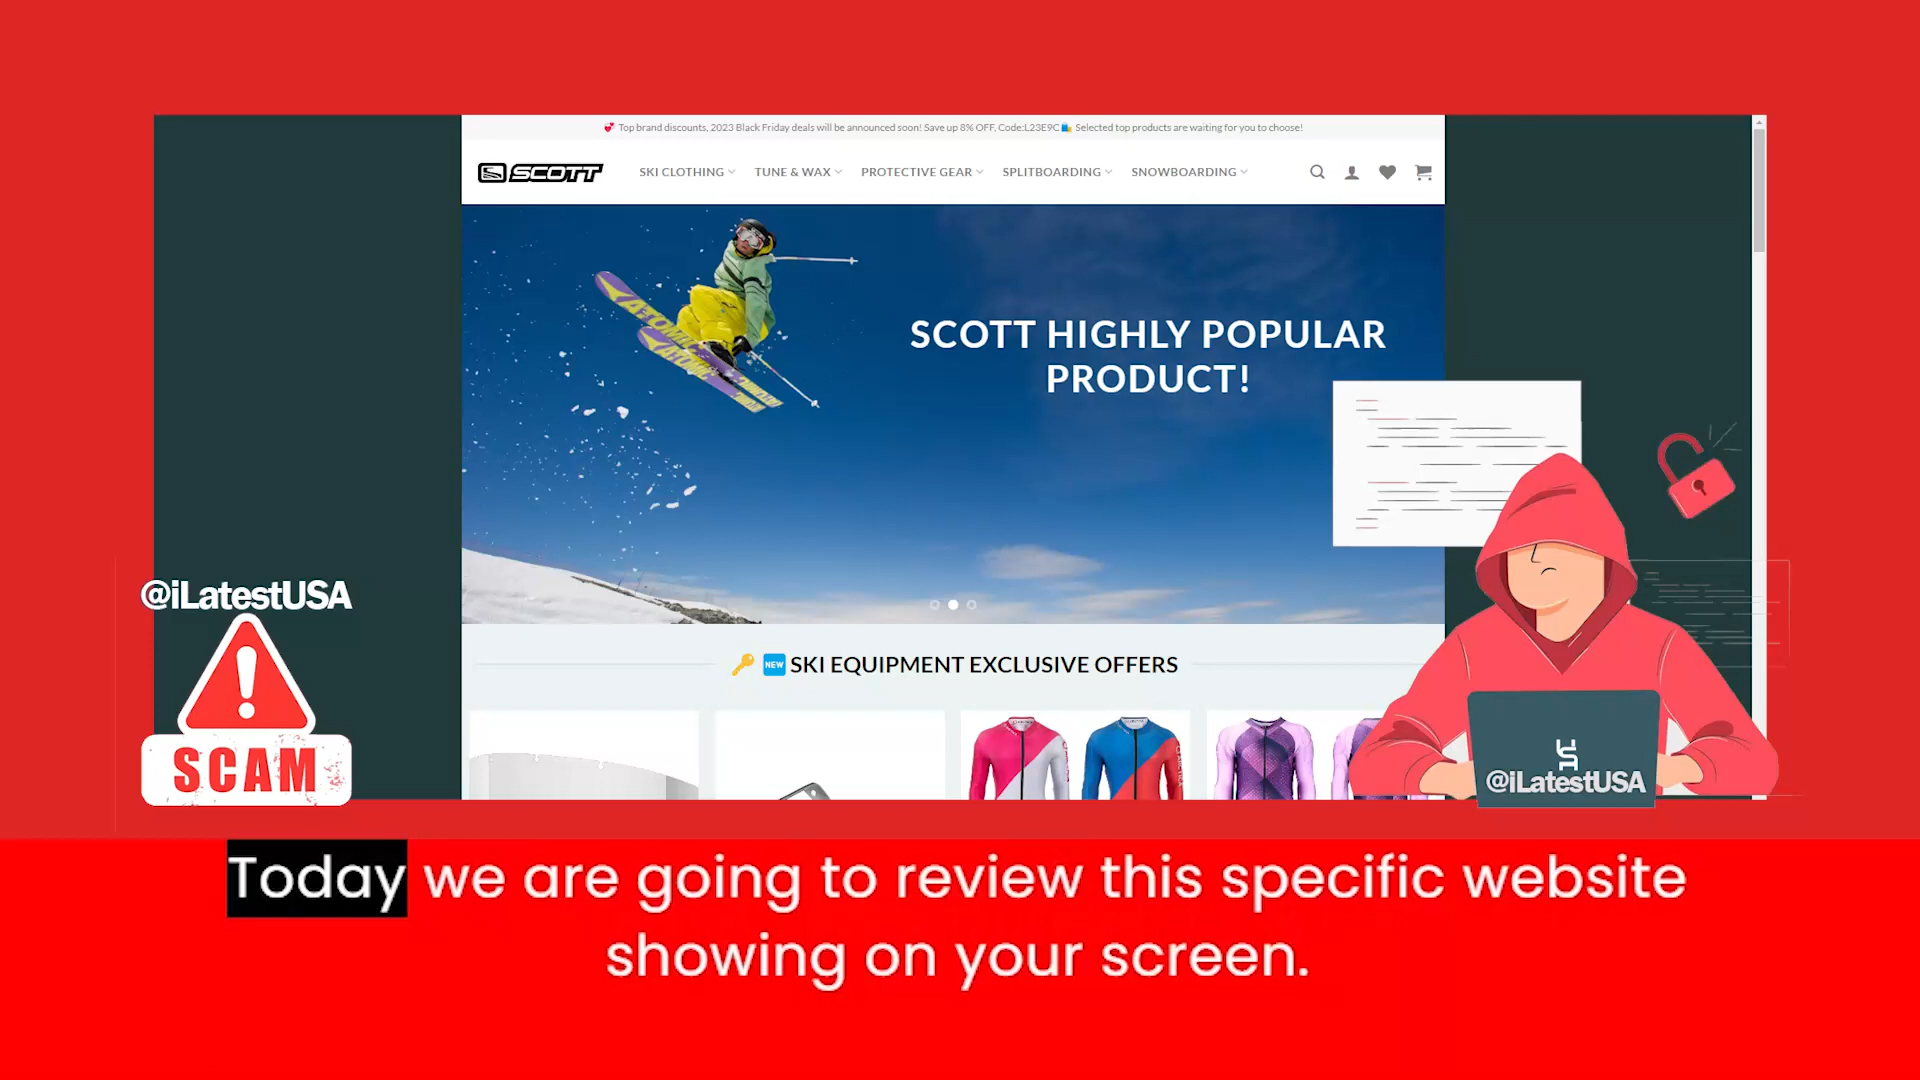 💕 Top brand discounts, 2023 Black Friday deals will be announced soon! Save up 8% OFF, Code:L23E9C🛍️ Selected top products are waiting for you to choose!
SCOTT
SKI CLOTHING
TUNE & WAX
PROTECTIVE GEAR
SPLITBOARDING
SNOWBOARDING
ATOMIC
ATOMIC
SCOTT HIGHLY POPULAR
PRODUCT!
🔑 🆕 SKI EQUIPMENT EXCLUSIVE OFFERS
@iLatestUSA
SCAM
@iLatestUSA
Today we are going to review this specific website
showing on your screen.